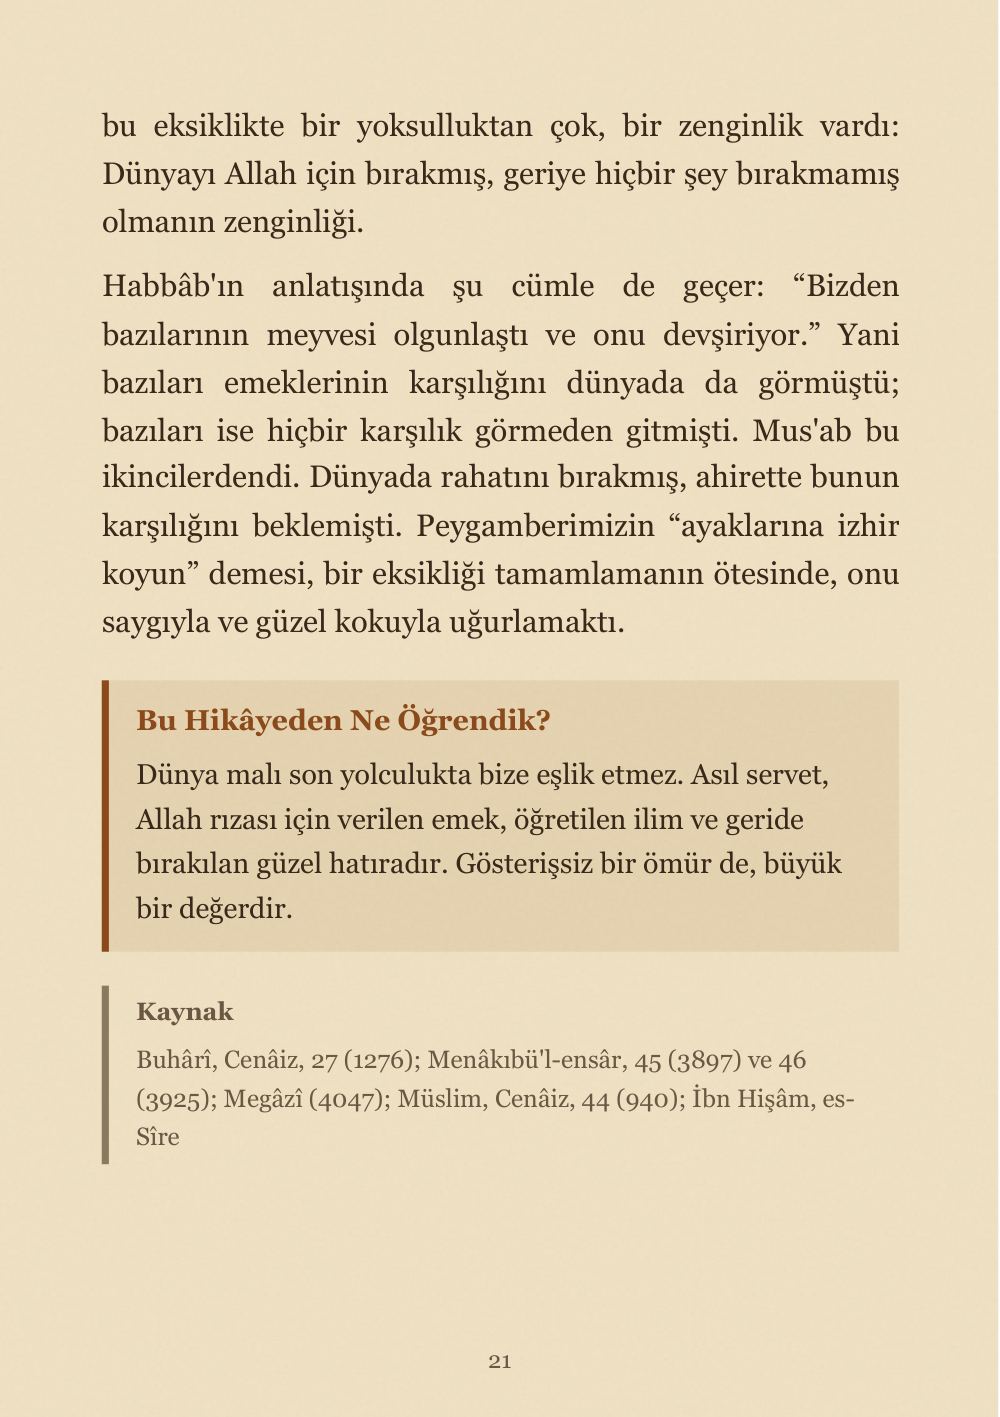 bu eksiklikte bir yoksulluktan çok, bir zenginlik vardı:
Dünyayı Allah için bırakmış, geriye hiçbir şey bırakmamış
olmanın zenginliği.
Habbâb'ın anlatışında şu cümle de geçer: “Bizden
bazılarının meyvesi olgunlaştı ve onu devşiriyor.” Yani
bazıları emeklerinin karşılığını dünyada da görmüştü;
bazıları ise hiçbir karşılık görmeden gitmişti. Mus'ab bu
ikincilerdendi. Dünyada rahatını bırakmış, ahirette bunun
karşılığını beklemişti. Peygamberimizin “ayaklarına izhir
koyun” demesi, bir eksikliği tamamlamanın ötesinde, onu
saygıyla ve güzel kokuyla uğurlamaktı.
Bu Hikâyeden Ne Öğrendik?
Dünya malı son yolculukta bize eşlik etmez. Asıl servet,
Allah rızası için verilen emek, öğretilen ilim ve geride
bırakılan güzel hatıradır. Gösterişsiz bir ömür de, büyük
bir değerdir.
Kaynak
Buhârî, Cenâiz, 27 (1276); Menâkıbü'l-ensâr, 45 (3897) ve 46
(3925); Megâzî (4047); Müslim, Cenâiz, 44 (940); İbn Hişâm, es-
Sîre
21